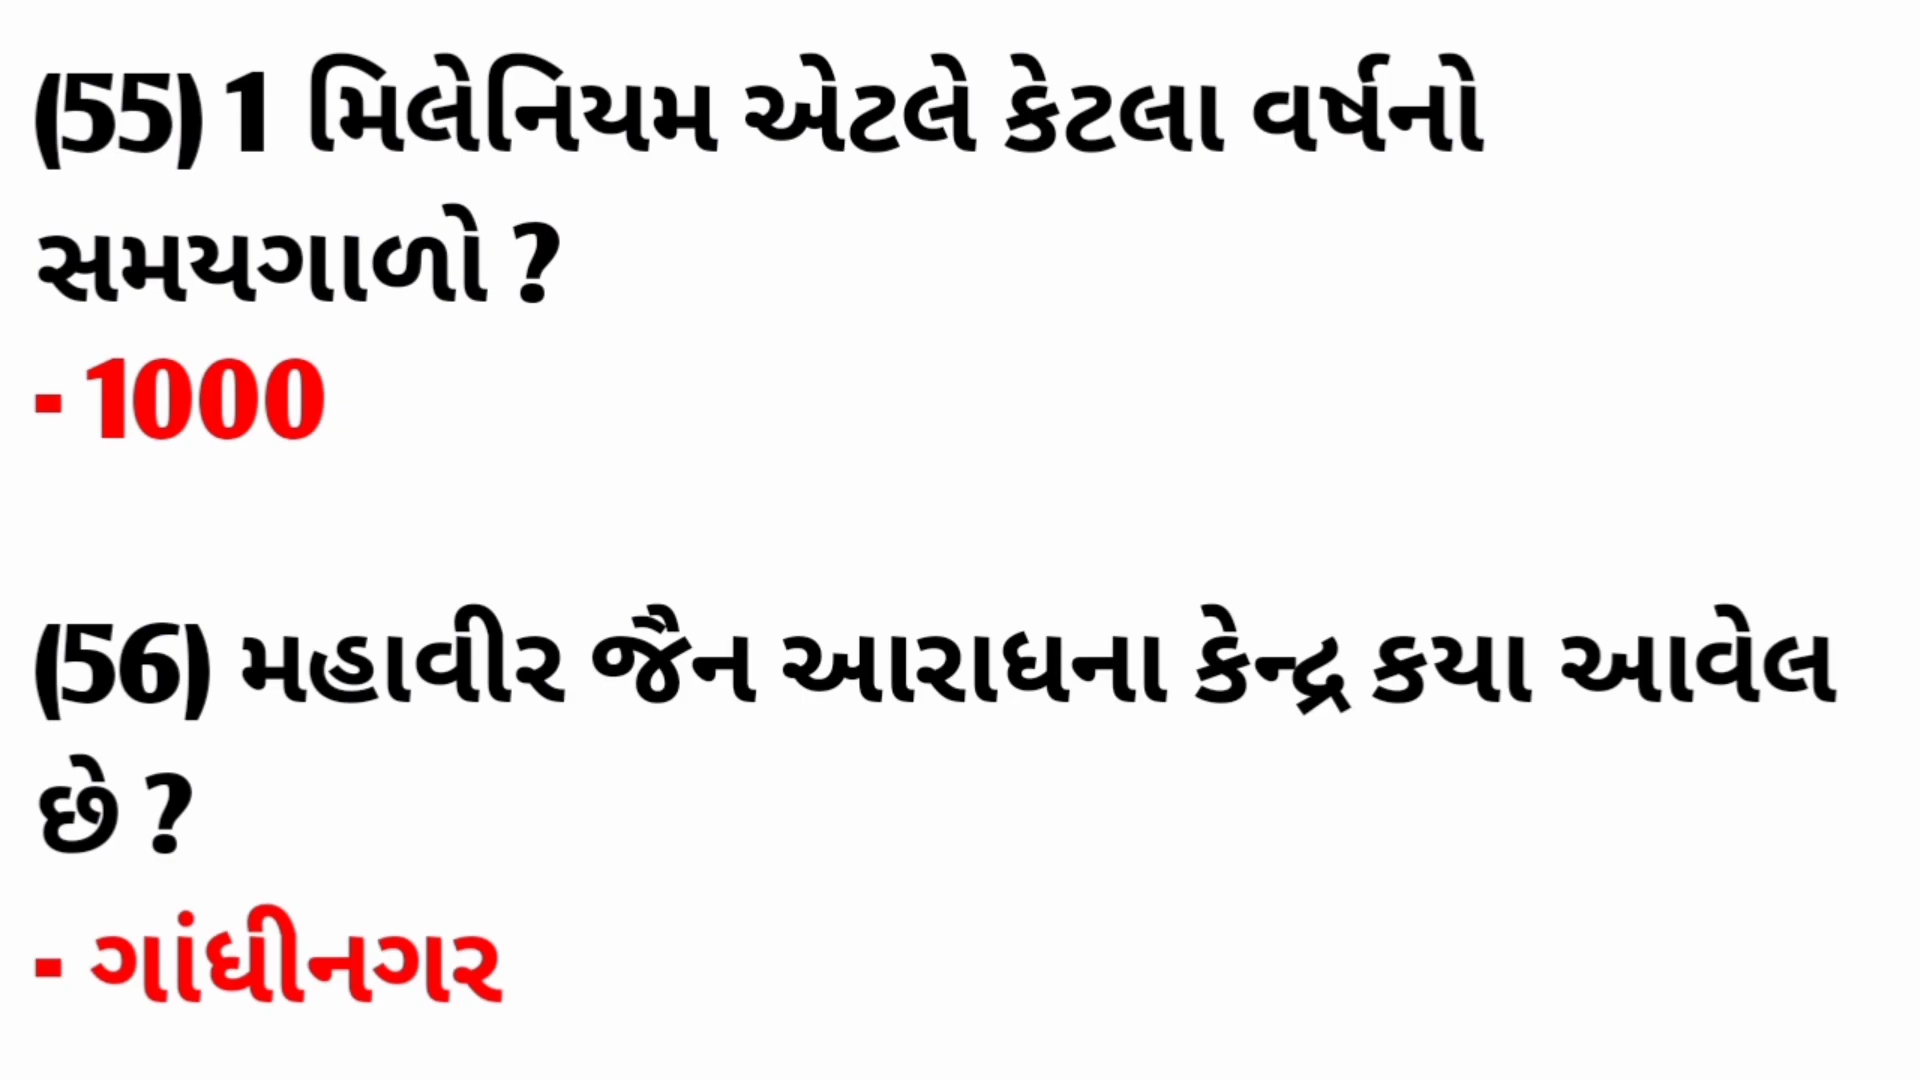 (55) 1 મિલેનિયમ એટલે કેટલા વર્ષનો
સમયગાળો ?
- 1000
(56) મહાવીર જૈન આરાધના કેન્દ્ર કયા આવેલ
છે ?
- ગાંધીનગર